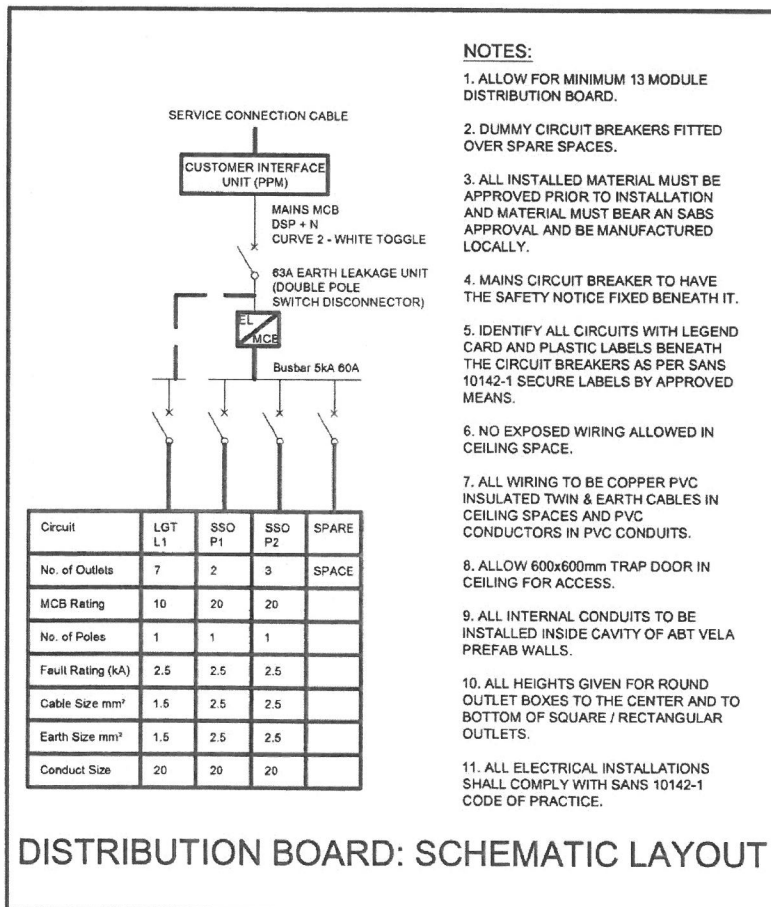 SERVICE CONNECTION CABLE
CUSTOMER INTERFACE
UNIT (PPM)
MAINS MCB
DSP + N
CURVE 2 - WHITE TOGGLE
63A EARTH LEAKAGE UNIT
(DOUBLE POLE
SWITCH DISCONNECTOR)
EL
MCB
Busbar 5kA 60A
Circuit LGT L1 SSO P1 SSO P2 SPARE
No. of Outlets 7 2 3 SPACE
MCB Rating 10 20 20
No. of Poles 1 1 1
Fault Rating (kA) 2.5 2.5 2.5
Cable Size mm² 1.5 2.5 2.5
Earth Size mm² 1.5 2.5 2.5
Conduct Size 20 20 20
NOTES:
1. ALLOW FOR MINIMUM 13 MODULE
DISTRIBUTION BOARD.
2. DUMMY CIRCUIT BREAKERS FITTED
OVER SPARE SPACES.
3. ALL INSTALLED MATERIAL MUST BE
APPROVED PRIOR TO INSTALLATION
AND MATERIAL MUST BEAR AN SABS
APPROVAL AND BE MANUFACTURED
LOCALLY.
4. MAINS CIRCUIT BREAKER TO HAVE
THE SAFETY NOTICE FIXED BENEATH IT.
5. IDENTIFY ALL CIRCUITS WITH LEGEND
CARD AND PLASTIC LABELS BENEATH
THE CIRCUIT BREAKERS AS PER SANS
10142-1 SECURE LABELS BY APPROVED
MEANS.
6. NO EXPOSED WIRING ALLOWED IN
CEILING SPACE.
7. ALL WIRING TO BE COPPER PVC
INSULATED TWIN & EARTH CABLES IN
CEILING SPACES AND PVC
CONDUCTORS IN PVC CONDUITS.
8. ALLOW 600x600mm TRAP DOOR IN
CEILING FOR ACCESS.
9. ALL INTERNAL CONDUITS TO BE
INSTALLED INSIDE CAVITY OF ABT VELA
PREFAB WALLS.
10. ALL HEIGHTS GIVEN FOR ROUND
OUTLET BOXES TO THE CENTER AND TO
BOTTOM OF SQUARE / RECTANGULAR
OUTLETS.
11. ALL ELECTRICAL INSTALLATIONS
SHALL COMPLY WITH SANS 10142-1
CODE OF PRACTICE.
DISTRIBUTION BOARD: SCHEMATIC LAYOUT